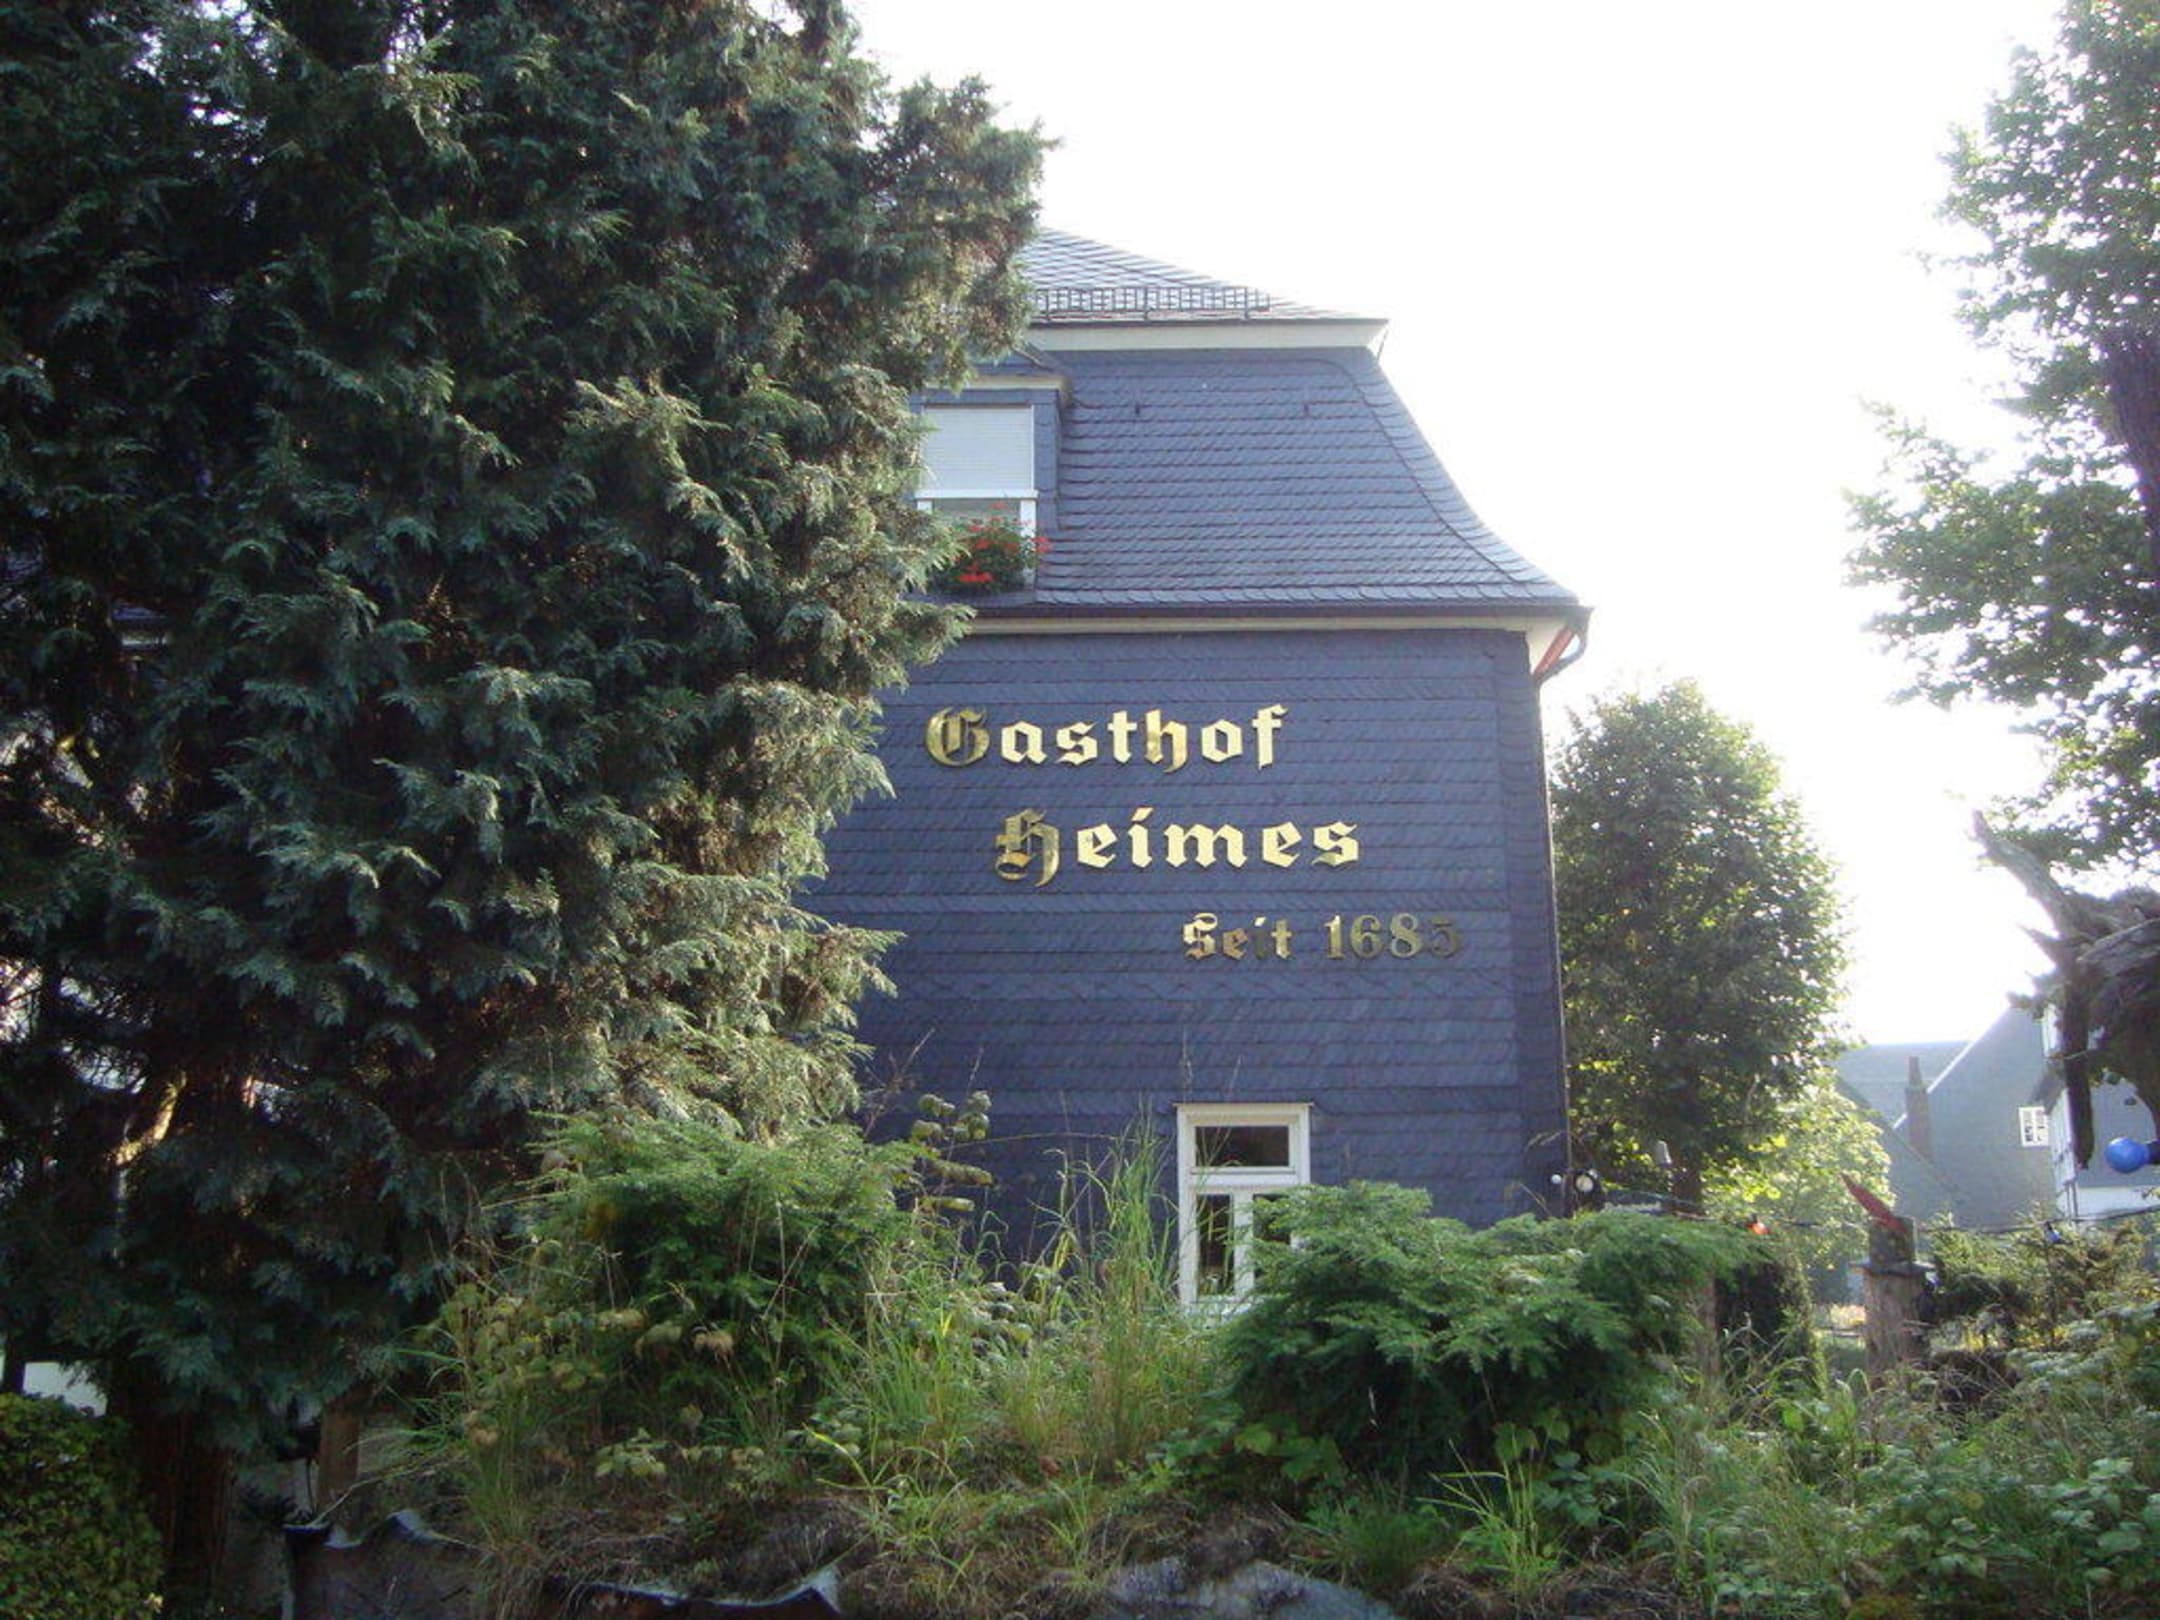 Gasthof
Heimes
Seit 1685